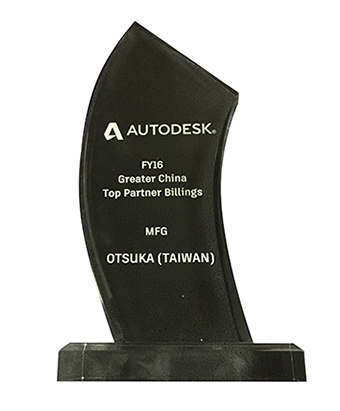 AUTODESK®
FY16
Greater China
Top Partner Billings
MFG
OTSUKA (TAIWAN)